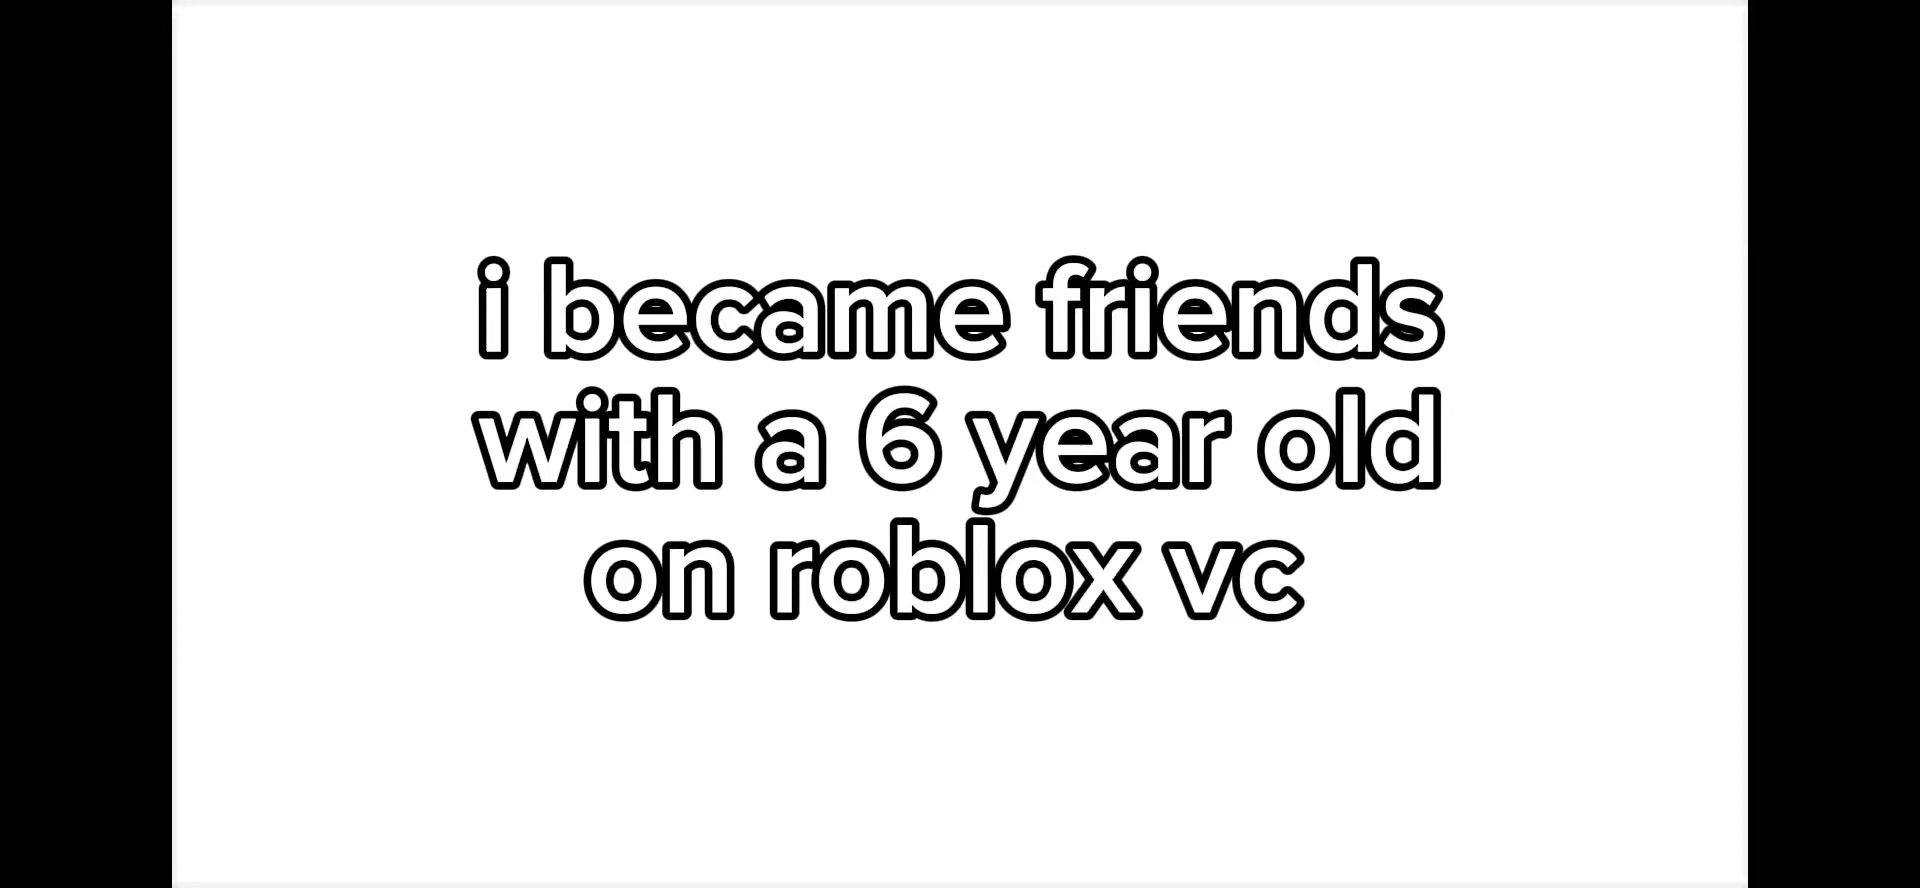 i became friends
with a 6 year old
on roblox vc